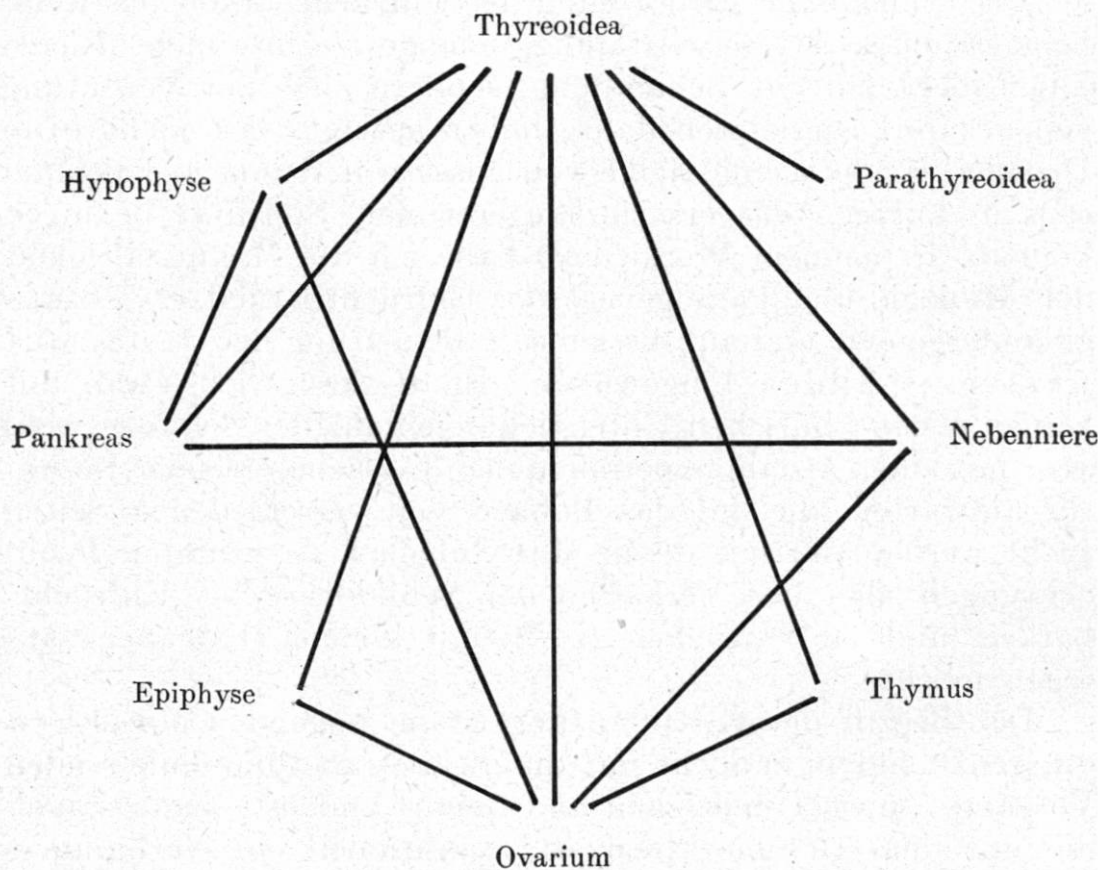 Thyreoidea
Hypophyse
Parathyreoidea
Pankreas
Nebenniere
Epiphyse
Thymus
Ovarium